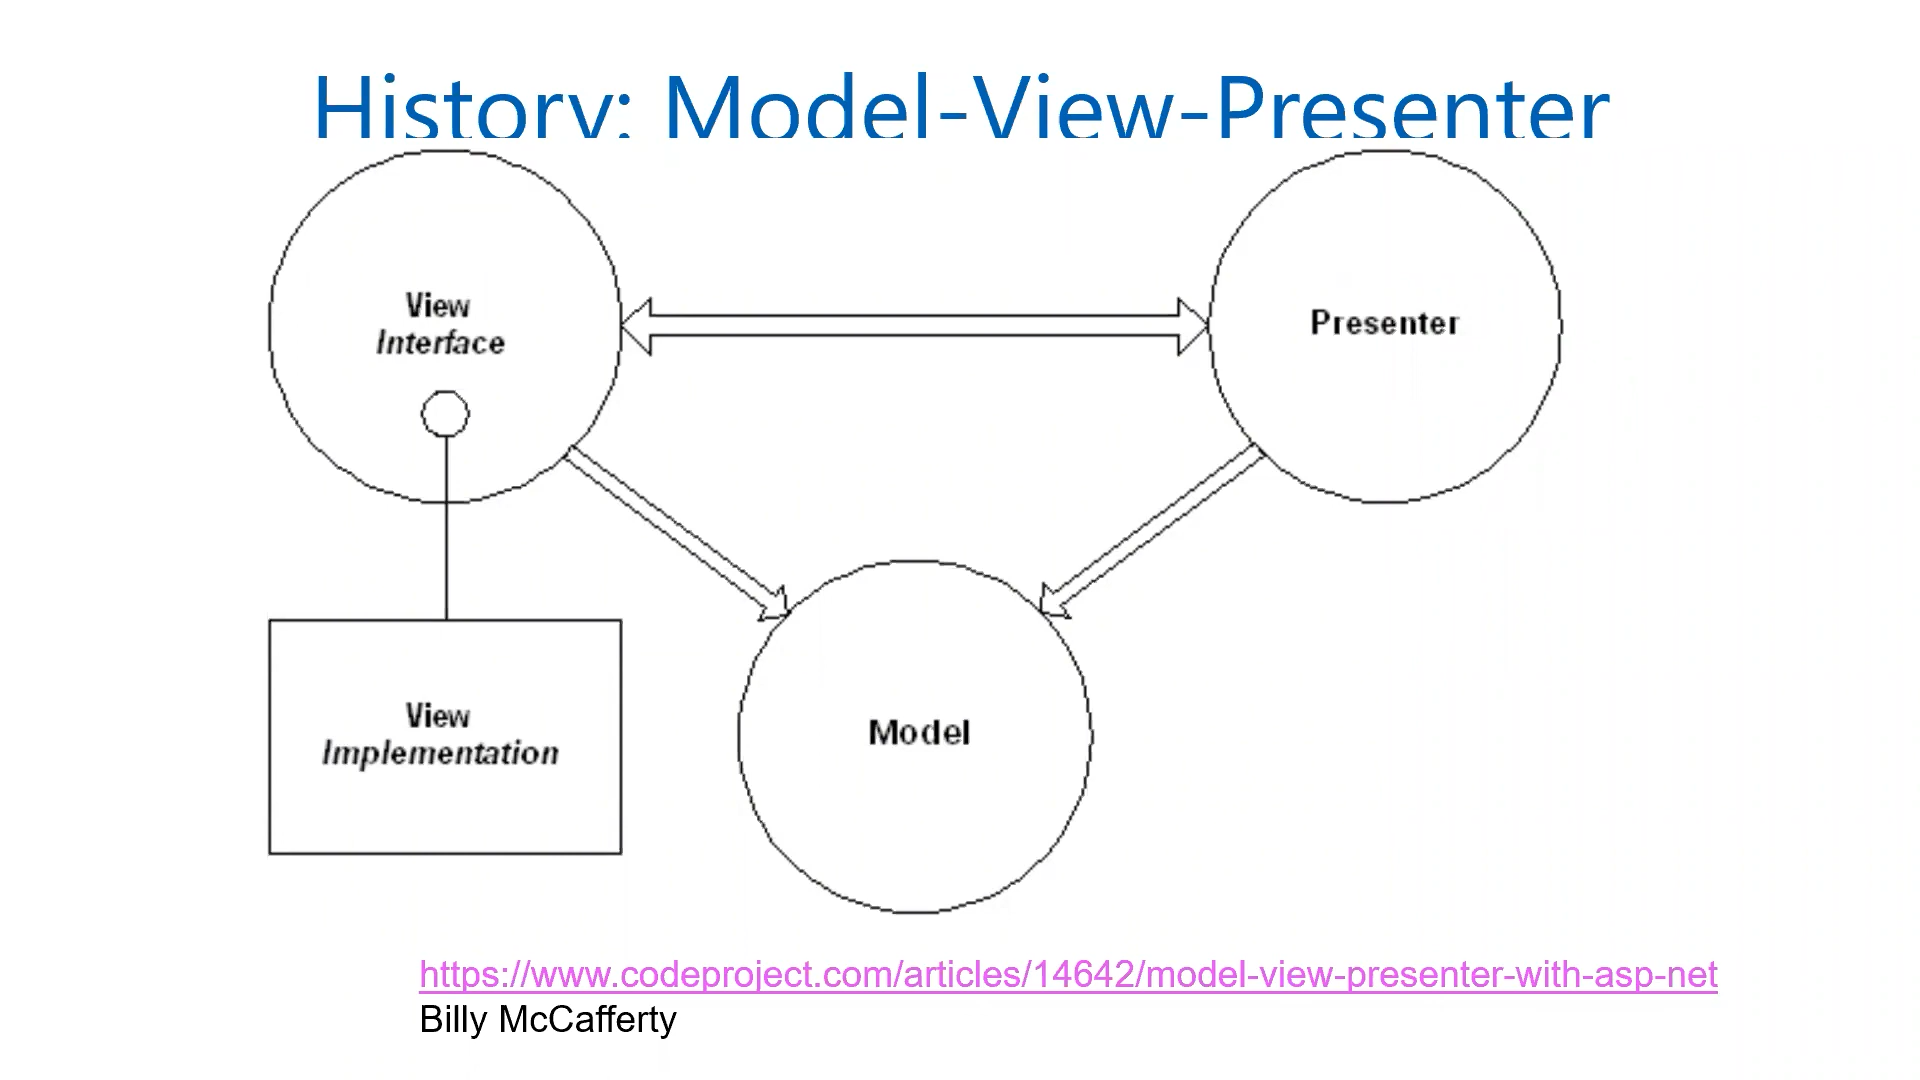 History: Model-View-Presenter
View
Interface
Presenter
View
Implementation
Model
https://www.codeproject.com/articles/14642/model-view-presenter-with-asp-net
Billy McCafferty